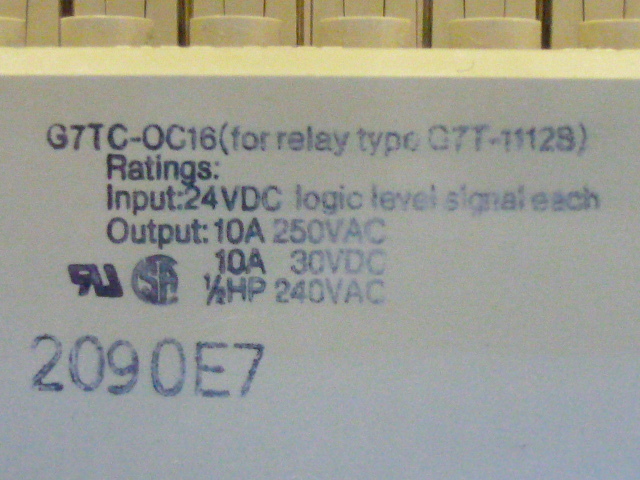 G7TC-OC16(for relay type G7T-1112S)
Ratings:
Input:24VDC logic level signal each
Output:10A 250VAC
10A 30VDC
½HP 240VAC
2090E7